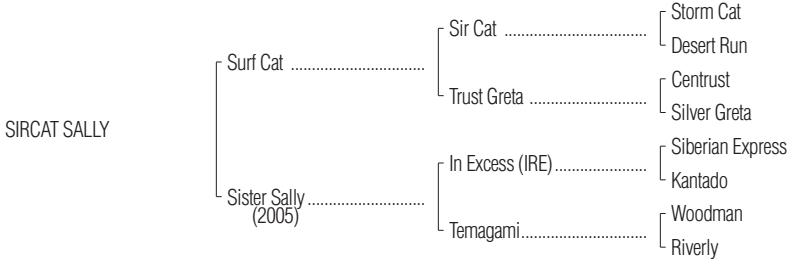 Storm Cat
Sir Cat ..................................
Desert Run
Surf Cat ................................
Centrust
Trust Greta ............................
Silver Greta
SIRCAT SALLY
Siberian Express
In Excess (IRE)......................
Kantado
Sister Sally............................
(2005)
Woodman
Temagami..............................
Riverly